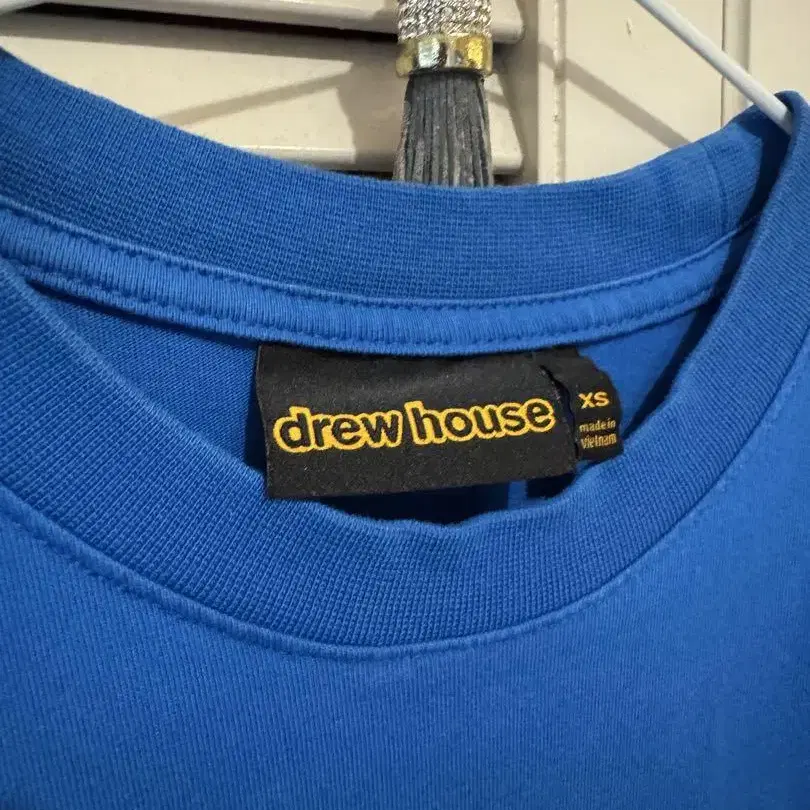 drew house
XS
made in
Vietnam